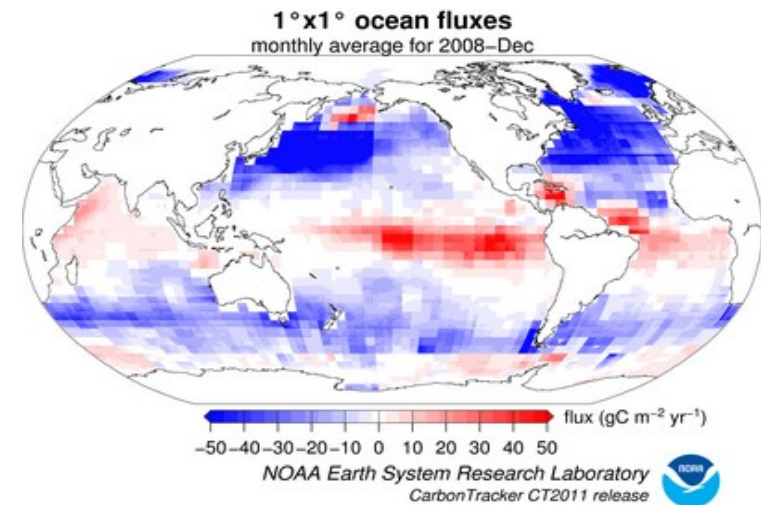 1°x1° ocean fluxes
monthly average for 2008−Dec
flux (gC m⁻² yr⁻¹)
−50 −40 −30 −20 −10 0 10 20 30 40 50
NOAA Earth System Research Laboratory
CarbonTracker CT2011 release
NOAA